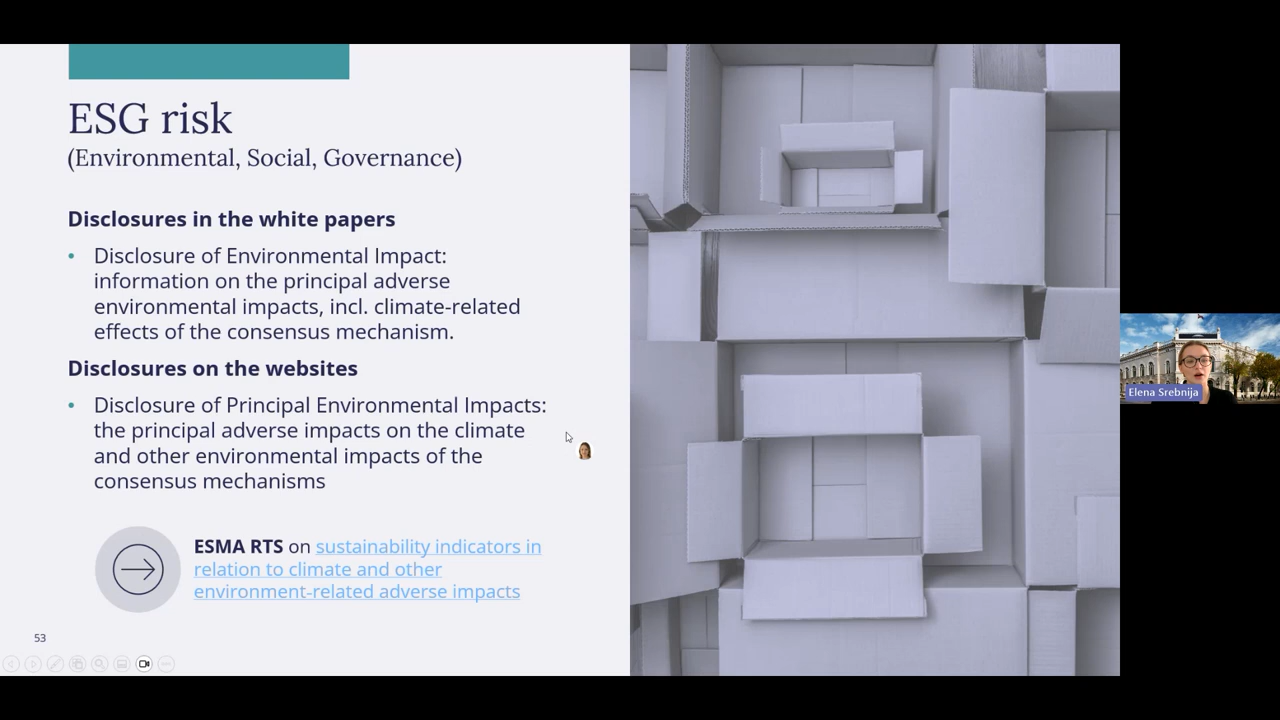 ESG risk
(Environmental, Social, Governance)
Disclosures in the white papers
• Disclosure of Environmental Impact:
information on the principal adverse
environmental impacts, incl. climate-related
effects of the consensus mechanism.
Disclosures on the websites
• Disclosure of Principal Environmental Impacts:
the principal adverse impacts on the climate
and other environmental impacts of the
consensus mechanisms
ESMA RTS on sustainability indicators in
relation to climate and other
environment-related adverse impacts
53
Elena Srebnija